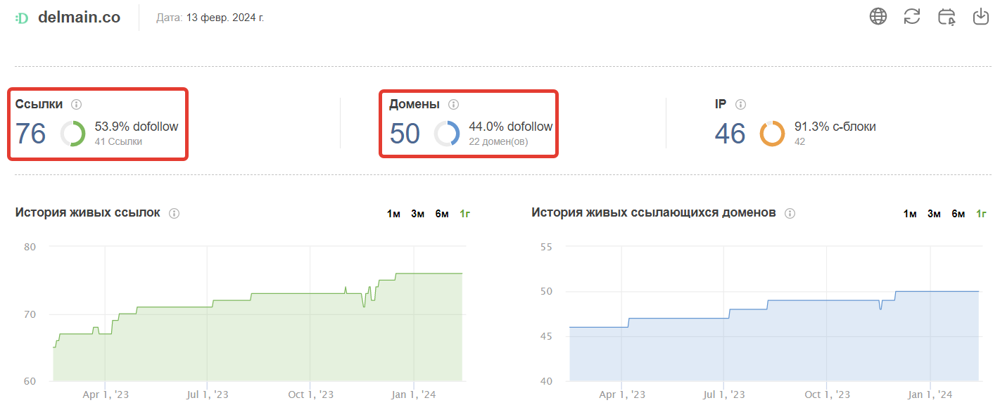 :D delmain.co Дата: 13 февр. 2024 г.
Ссылки
76 53.9% dofollow
41 Ссылки
Домены
50 44.0% dofollow
22 домен(ов)
IP
46 91.3% c-блоки
42
История живых ссылок 1м 3м 6м 1г
80
70
60
Apr 1, '23 Jul 1, '23 Oct 1, '23 Jan 1, '24
История живых ссылающихся доменов 1м 3м 6м 1г
55
50
45
40
Apr 1, '23 Jul 1, '23 Oct 1, '23 Jan 1, '24